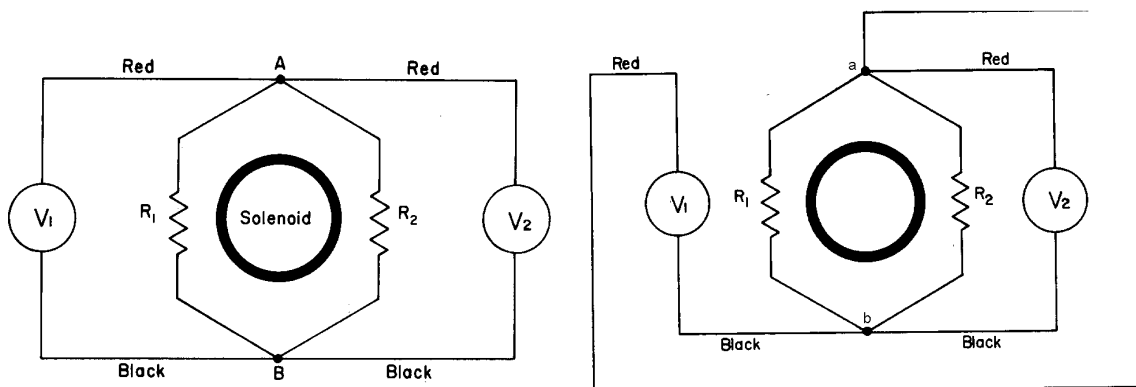 A
Red
Red
V1
R1
Solenoid
R2
V2
Black
B
Black
Red
a
Red
V1
R1
R2
V2
b
Black
Black